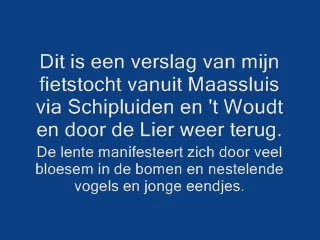 Dit is een verslag van mijn
fietstocht vanuit Maassluis
via Schipluiden en 't Woudt
en door de Lier weer terug.
De lente manifesteert zich door veel
bloesem in de bomen en nestelende
vogels en jonge eendjes.